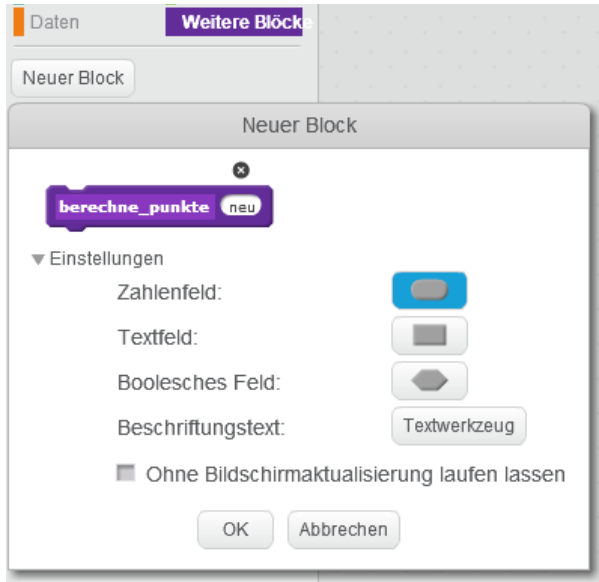 Daten Weitere Blöcke
Neuer Block
Neuer Block
berechne_punkte neu
Einstellungen
Zahlenfeld:
Textfeld:
Boolesches Feld:
Beschriftungstext: Textwerkzeug
Ohne Bildschirmaktualisierung laufen lassen
OK Abbrechen